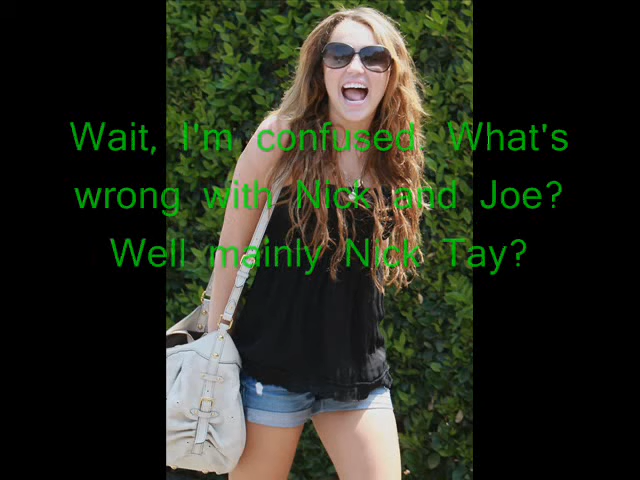 Wait, I'm confused. What's
wrong with Nick and Joe?
Well mainly Nick Tay?